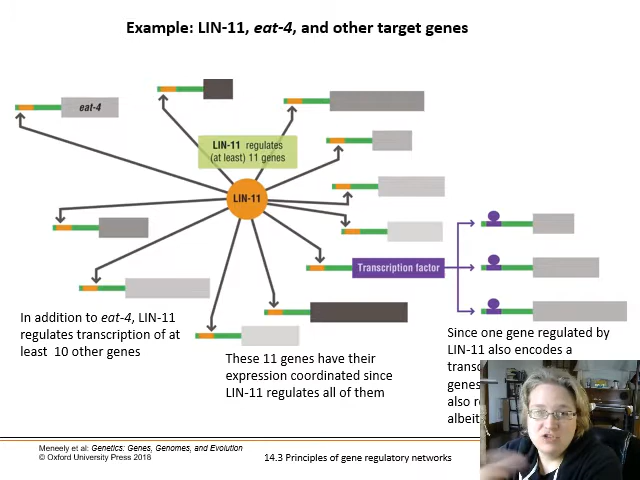 Example: LIN-11, eat-4, and other target genes
eat-4
LIN-11 regulates
(at least) 11 genes
LIN-11
Transcription factor
In addition to eat-4, LIN-11
regulates transcription of at
least 10 other genes
These 11 genes have their
expression coordinated since
LIN-11 regulates all of them
Since one gene regulated by
LIN-11 also encodes a
genes
also
albeit
Meneely et al: Genetics: Genes, Genomes, and Evolution
© Oxford University Press 2018
14.3 Principles of gene regulatory networks